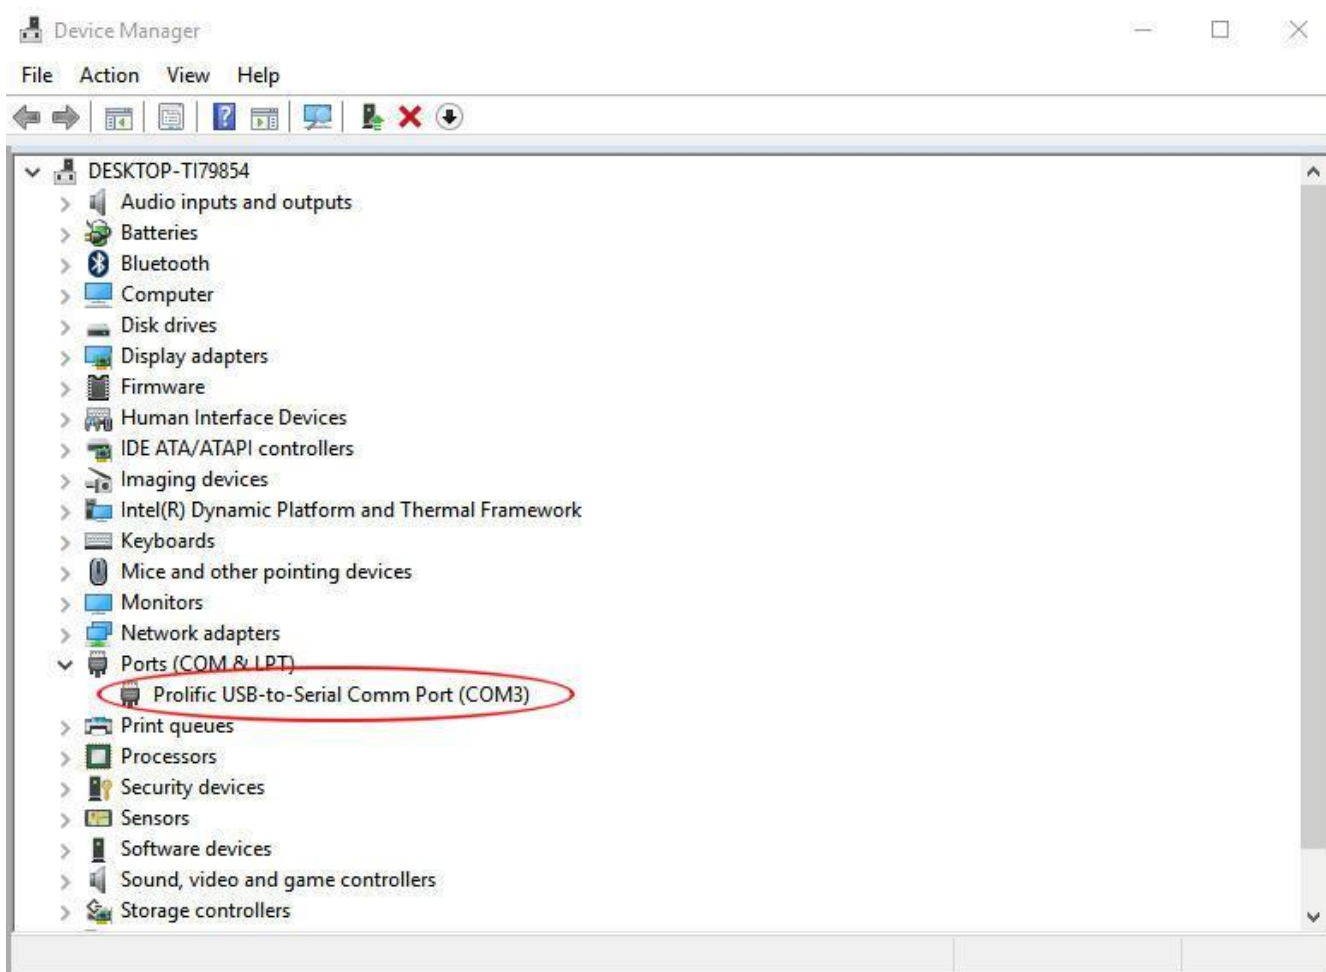 Device Manager
File Action View Help
DESKTOP-TI79854
Audio inputs and outputs
Batteries
Bluetooth
Computer
Disk drives
Display adapters
Firmware
Human Interface Devices
IDE ATA/ATAPI controllers
Imaging devices
Intel(R) Dynamic Platform and Thermal Framework
Keyboards
Mice and other pointing devices
Monitors
Network adapters
Ports (COM & LPT)
Prolific USB-to-Serial Comm Port (COM3)
Print queues
Processors
Security devices
Sensors
Software devices
Sound, video and game controllers
Storage controllers